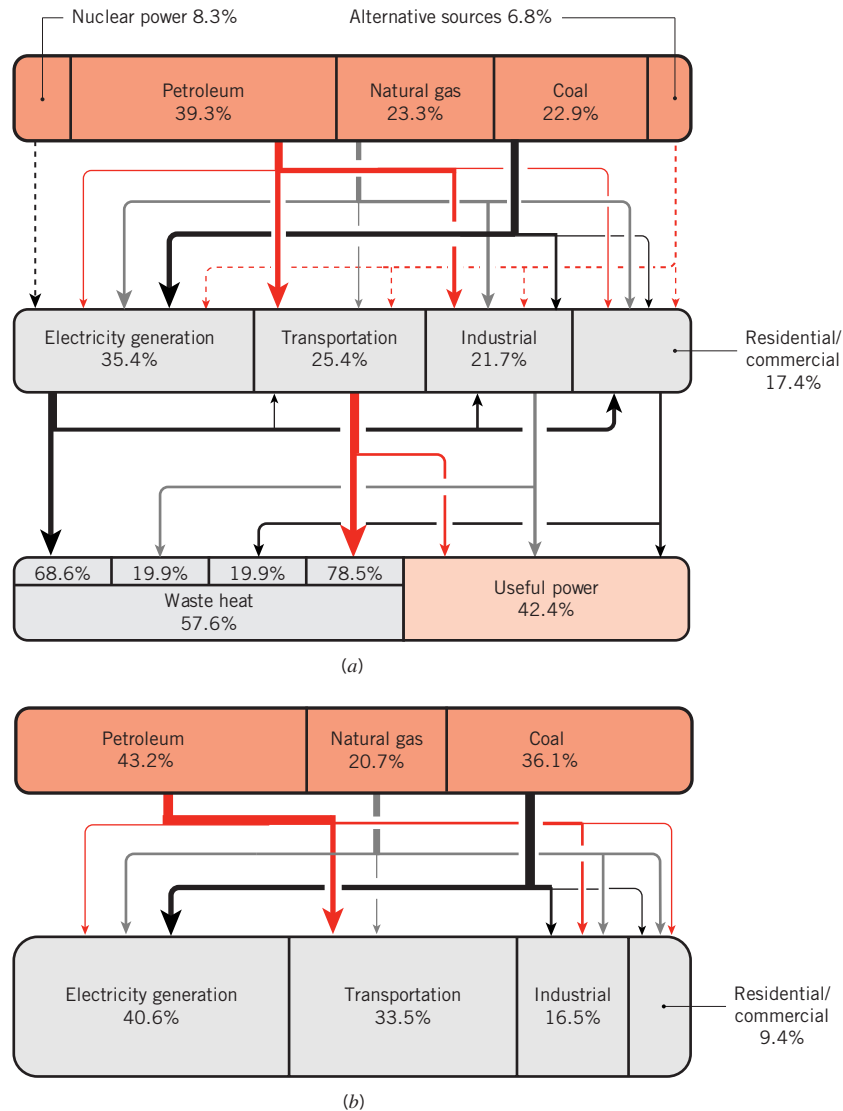 Nuclear power 8.3%
Alternative sources 6.8%
Petroleum
39.3%
Natural gas
23.3%
Coal
22.9%
Electricity generation
35.4%
Transportation
25.4%
Industrial
21.7%
Residential/
commercial
17.4%
68.6%
19.9%
19.9%
78.5%
Waste heat
57.6%
Useful power
42.4%
(a)
Petroleum
43.2%
Natural gas
20.7%
Coal
36.1%
Electricity generation
40.6%
Transportation
33.5%
Industrial
16.5%
Residential/
commercial
9.4%
(b)